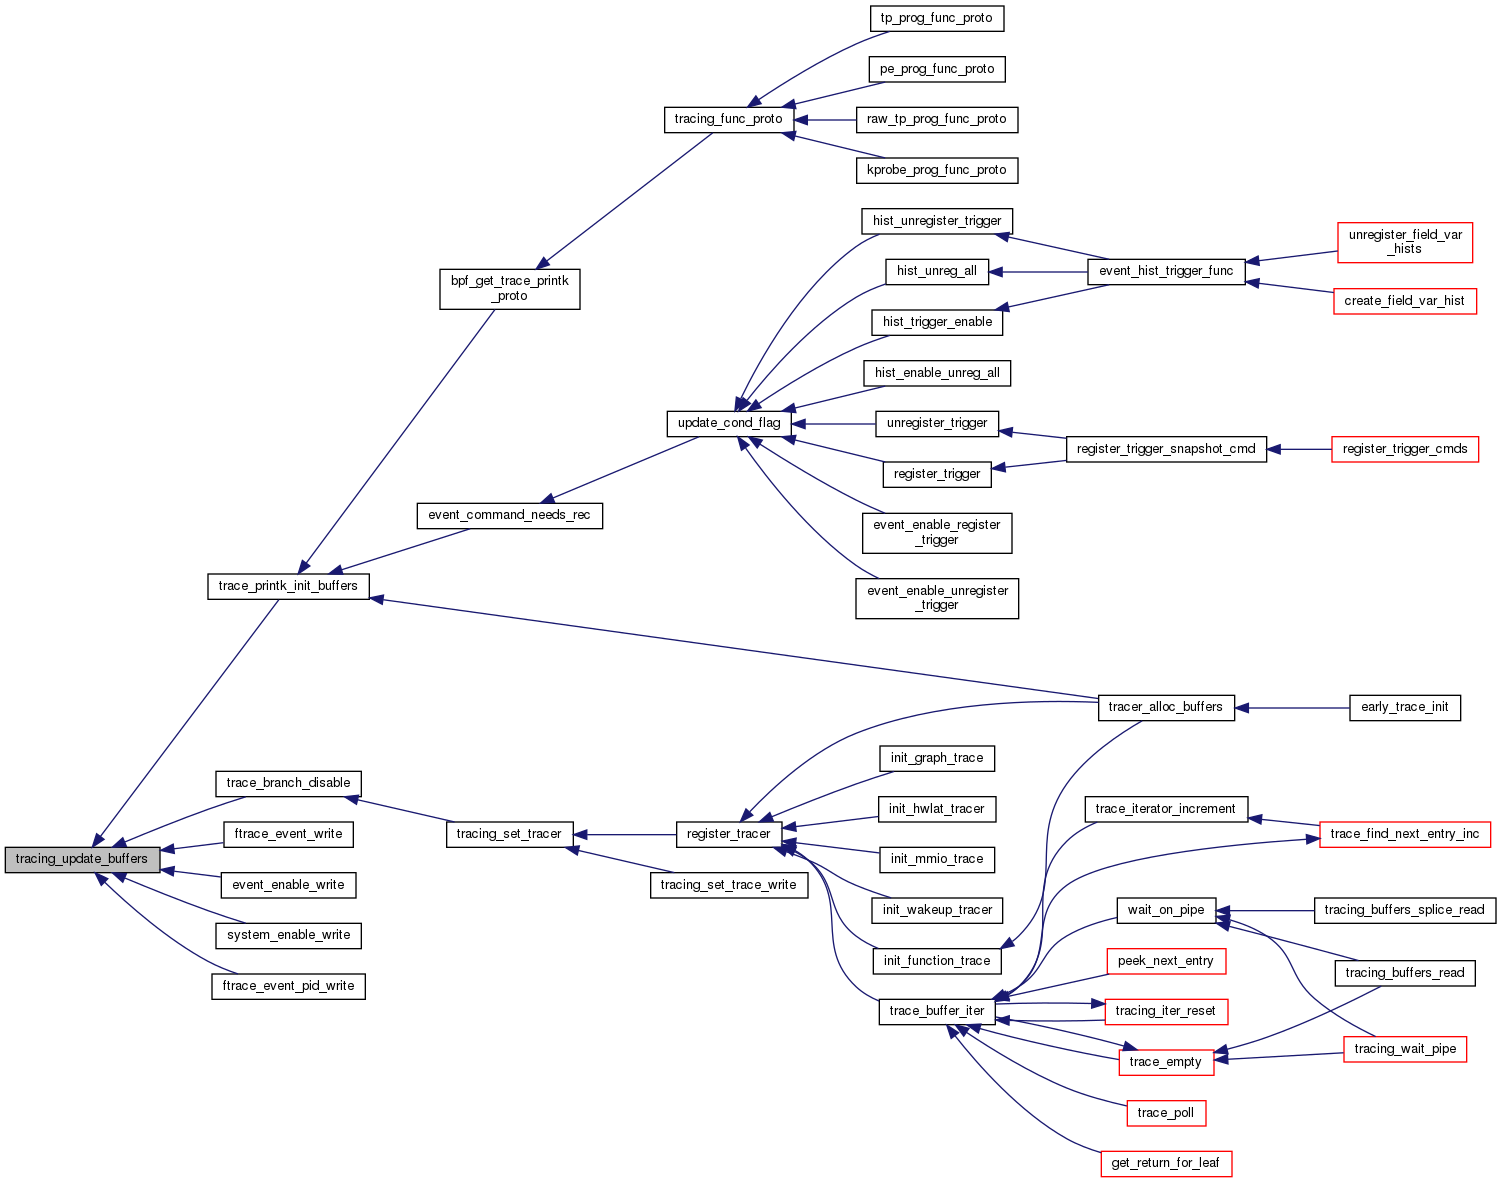 tp_prog_func_proto
pe_prog_func_proto
tracing_func_proto
raw_tp_prog_func_proto
kprobe_prog_func_proto
hist_unregister_trigger
unregister_field_var
_hists
bpf_get_trace_printk
_proto
hist_unreg_all
event_hist_trigger_func
create_field_var_hist
hist_trigger_enable
hist_enable_unreg_all
update_cond_flag
unregister_trigger
register_trigger_snapshot_cmd
register_trigger_cmds
register_trigger
event_command_needs_rec
event_enable_register
_trigger
trace_printk_init_buffers
event_enable_unregister
_trigger
tracer_alloc_buffers
early_trace_init
init_graph_trace
trace_branch_disable
init_hwlat_tracer
trace_iterator_increment
ftrace_event_write
tracing_set_tracer
register_tracer
trace_find_next_entry_inc
tracing_update_buffers
init_mmio_trace
event_enable_write
tracing_set_trace_write
init_wakeup_tracer
wait_on_pipe
tracing_buffers_splice_read
system_enable_write
init_function_trace
peek_next_entry
tracing_buffers_read
ftrace_event_pid_write
trace_buffer_iter
tracing_iter_reset
tracing_wait_pipe
trace_empty
trace_poll
get_return_for_leaf